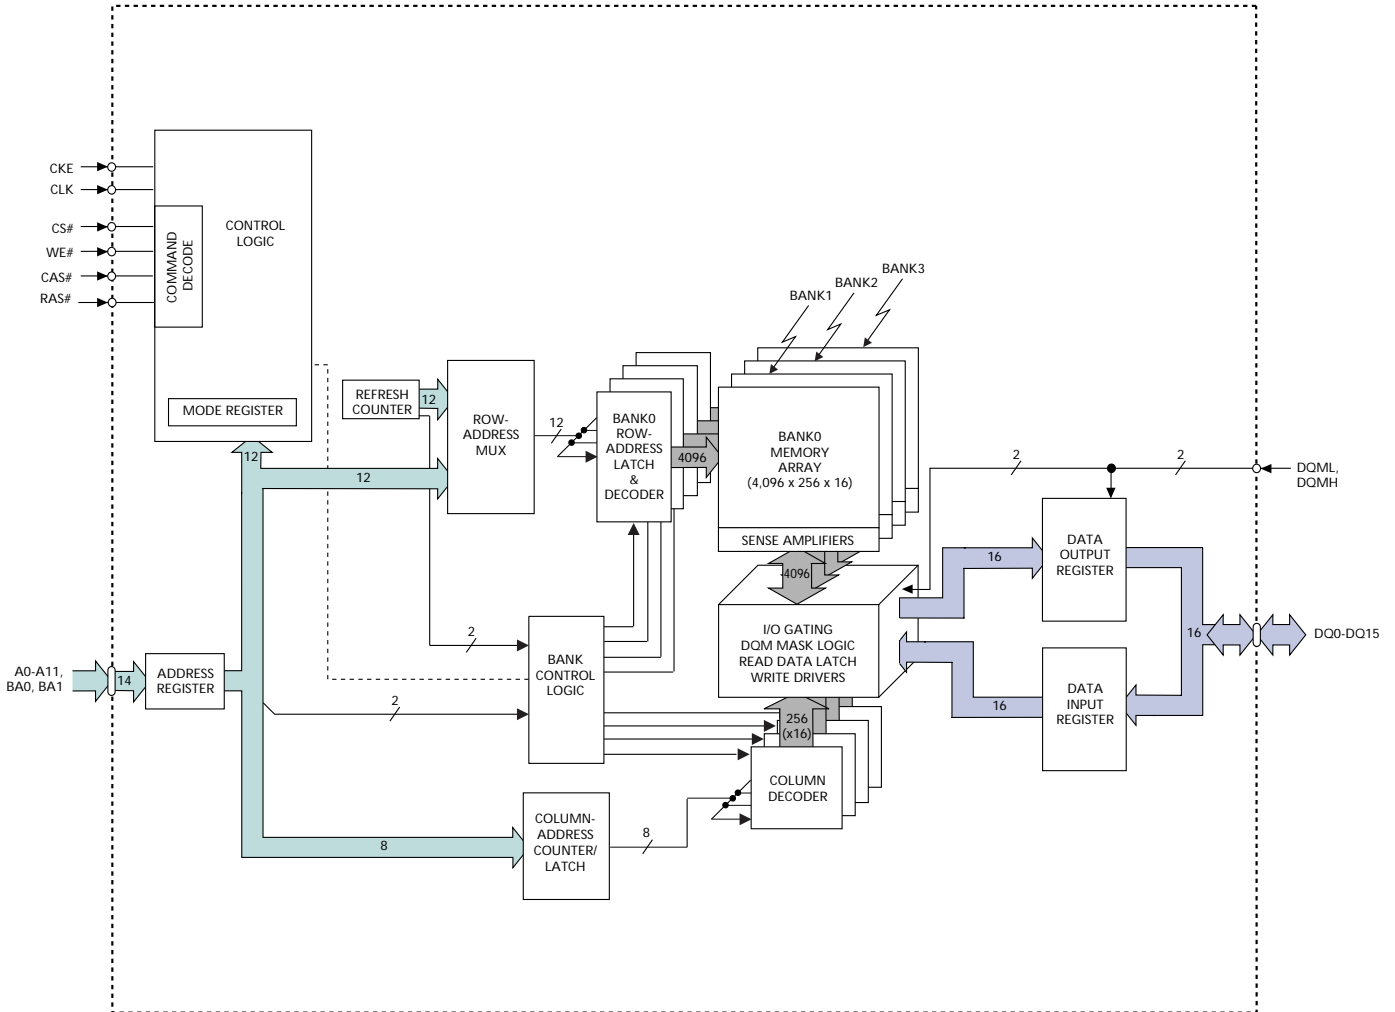 CKE
CLK
CS#
WE#
CAS#
RAS#
COMMAND
DECODE
CONTROL
LOGIC
MODE REGISTER
12
12
REFRESH
COUNTER
12
ROW-
ADDRESS
MUX
12
BANK0
ROW-
ADDRESS
LATCH
&
DECODER
4096
BANK1
BANK2
BANK3
BANK0
MEMORY
ARRAY
(4,096 x 256 x 16)
SENSE AMPLIFIERS
4096
I/O GATING
DQM MASK LOGIC
READ DATA LATCH
WRITE DRIVERS
256
(x16)
COLUMN
DECODER
2
2
DQML,
DQMH
16
DATA
OUTPUT
REGISTER
16
DQ0-DQ15
16
DATA
INPUT
REGISTER
A0-A11,
BA0, BA1
14
ADDRESS
REGISTER
2
2
BANK
CONTROL
LOGIC
8
COLUMN-
ADDRESS
COUNTER/
LATCH
8